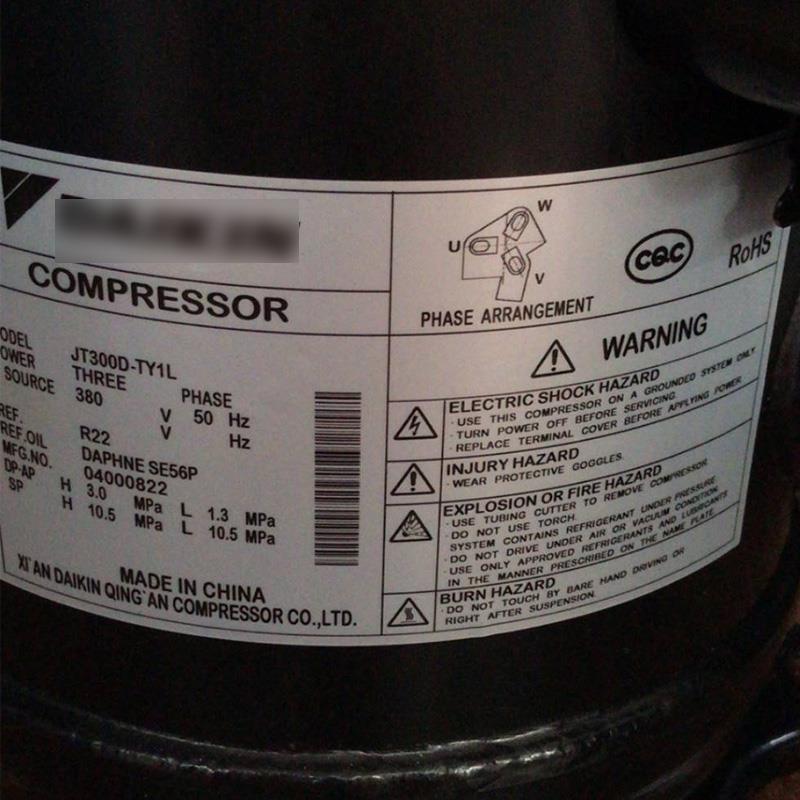 COMPRESSOR
ODEL JT300D-TY1L
OWER THREE PHASE
SOURCE 380 V 50 Hz
V Hz
REF. R22
REF.OIL DAPHNE SE56P
MFG.NO. 04000822
DP-AP H 3.0 MPa L 1.3 MPa
SP H 10.5 MPa L 10.5 MPa
MADE IN CHINA
XI'AN DAIKIN QING'AN COMPRESSOR CO.,LTD.
U
W
V
PHASE ARRANGEMENT
CQC
RoHS
WARNING
ELECTRIC SHOCK HAZARD
· USE THIS COMPRESSOR ON A GROUNDED SYSTEM ONLY
· TURN POWER OFF BEFORE SERVICING
· REPLACE TERMINAL COVER BEFORE APPLYING POWER
INJURY HAZARD
· WEAR PROTECTIVE GOGGLES.
EXPLOSION OR FIRE HAZARD
· USE TUBING CUTTER TO REMOVE COMPRESSOR.
· DO NOT USE TORCH.
SYSTEM CONTAINS REFRIGERANT UNDER PRESSURE
· DO NOT DRIVE UNDER AIR OR VACUUM CONDITION.
· USE ONLY APPROVED REFRIGERANTS AND LUBRICANTS
IN THE MANNER PRESCRIBED ON THE NAME PLATE.
BURN HAZARD
· DO NOT TOUCH BY BARE HAND DRIVING OR
RIGHT AFTER SUSPENSION.